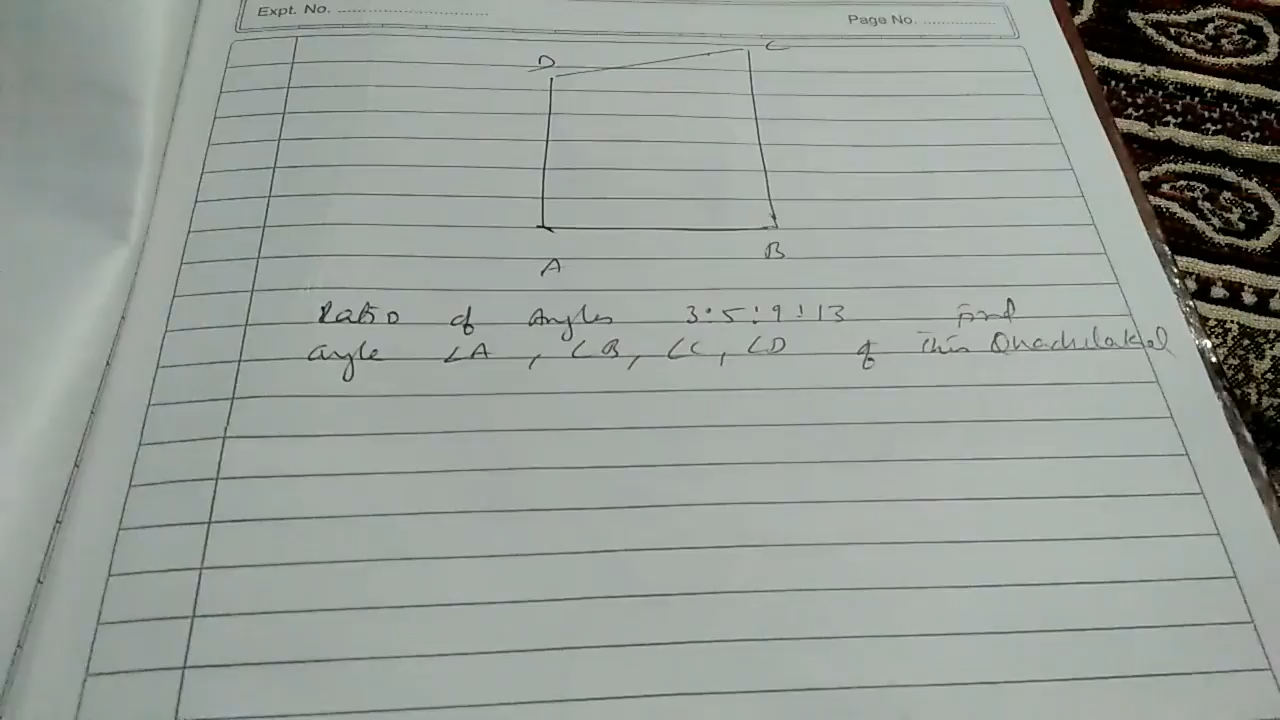 Expt. No.
Page No.
D C
A B
Ratio of Angles 3:5:9:13 Find
angle ∠A, ∠B, ∠C, ∠D of This Quadrilateral